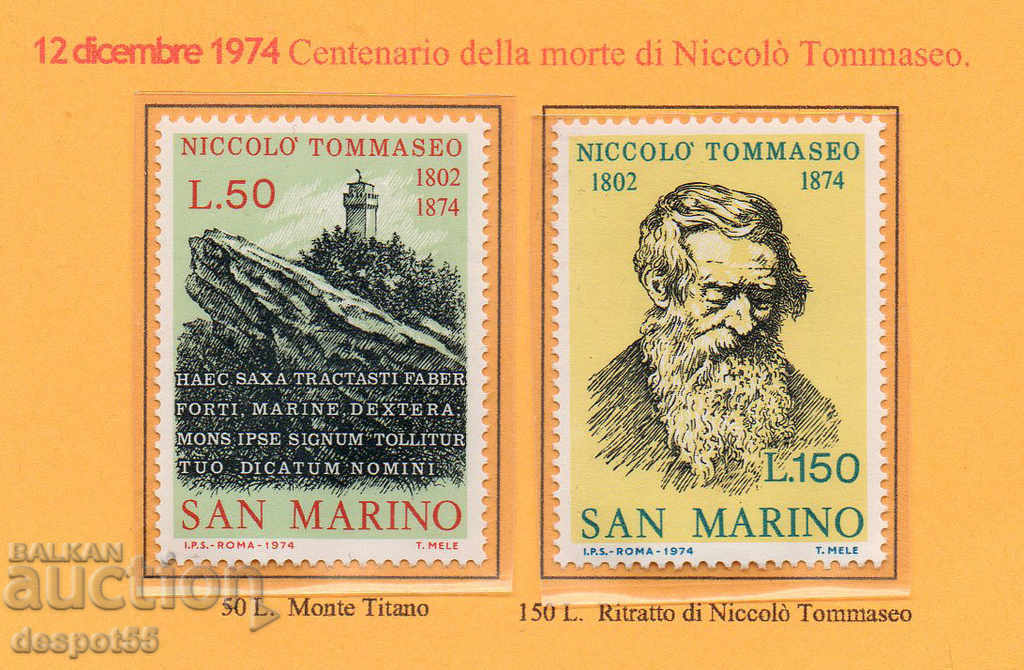 12 dicembre 1974 Centenario della morte di Niccolò Tommaseo.
NICCOLO' TOMMASEO
L.50
1802
1874
HAEC SAXA TRACTASTI FABER
FORTI, MARINE, DEXTERA;
MONS IPSE SIGNUM TOLLITUR
TUO DICATUM NOMINI
SAN MARINO
I.P.S.-ROMA-1974 T. MELE
NICCOLO' TOMMASEO
1802 1874
L.150
SAN MARINO
I.P.S.-ROMA-1974 T. MELE
50 L. Monte Titano
150 L. Ritratto di Niccolò Tommaseo
BALKAN
auction
despot55